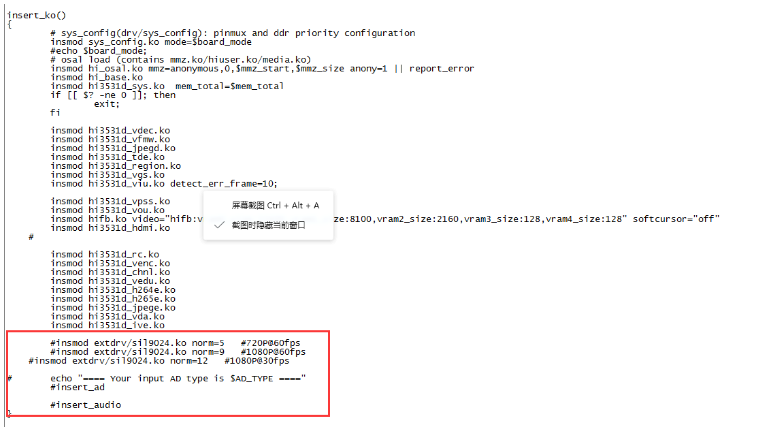 insert_ko()
{
# sys_config(drv/sys_config): pinmux and ddr priority configuration
insmod sys_config.ko mode=$board_mode
#echo $board_mode;
# osal load (contains mmz.ko/hiuser.ko/media.ko)
insmod hi_osal.ko mmz=anonymous,0,$mmz_start,$mmz_size anony=1 || report_error
insmod hi_base.ko
insmod hi3531d_sys.ko mem_total=$mem_total
if [[ $? -ne 0 ]]; then
exit;
fi
insmod hi3531d_vdec.ko
insmod hi3531d_vfmw.ko
insmod hi3531d_jpegd.ko
insmod hi3531d_tde.ko
insmod hi3531d_region.ko
insmod hi3531d_vgs.ko
insmod hi3531d_viu.ko detect_err_frame=10;
insmod hi3531d_vpss.ko
屏幕截图 Ctrl + Alt + A
insmod hi3531d_vou.ko
insmod hifb.ko video="hifb:v ize:8100,vram2_size:2160,vram3_size:128,vram4_size:128" softcursor="off"
截图时隐藏当前窗口
insmod hi3531d_hdmi.ko
#
insmod hi3531d_rc.ko
insmod hi3531d_venc.ko
insmod hi3531d_chnl.ko
insmod hi3531d_vedu.ko
insmod hi3531d_h264e.ko
insmod hi3531d_h265e.ko
insmod hi3531d_jpege.ko
insmod hi3531d_vda.ko
insmod hi3531d_ive.ko
#insmod extdrv/sil9024.ko norm=5 #720P@60fps
#insmod extdrv/sil9024.ko norm=9 #1080P@60fps
#insmod extdrv/sil9024.ko norm=12 #1080P@30fps
# echo "==== Your input AD type is $AD_TYPE ===="
#insert_ad
#insert_audio
}